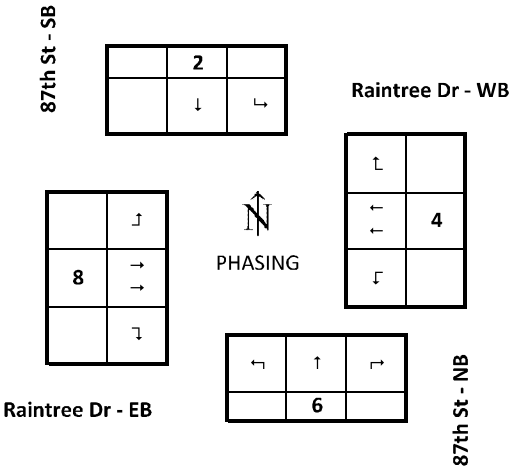 87th St - SB
2
Raintree Dr - WB
4
N
PHASING
8
6
Raintree Dr - EB
87th St - NB